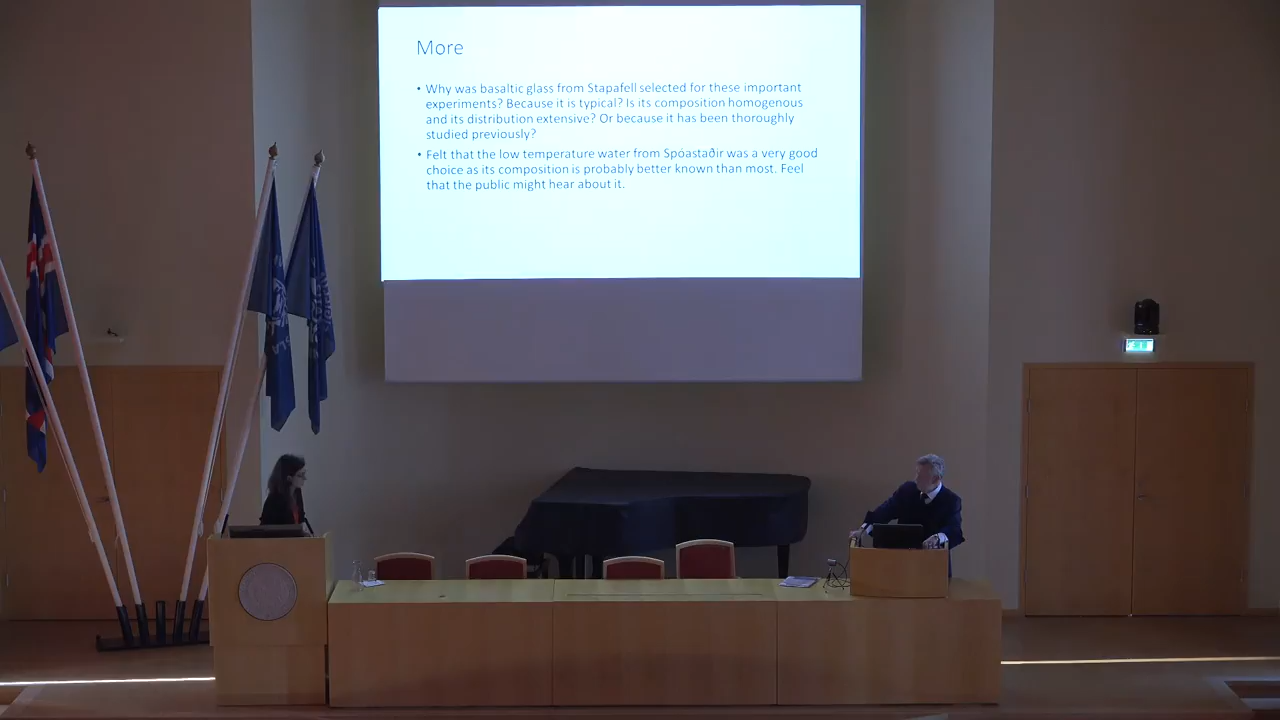 More
• Why was basaltic glass from Stapafell selected for these important
experiments? Because it is typical? Is its composition homogenous
and its distribution extensive? Or because it has been thoroughly
studied previously?
• Felt that the low temperature water from Spóastaðir was a very good
choice as its composition is probably better known than most. Feel
that the public might hear about it.